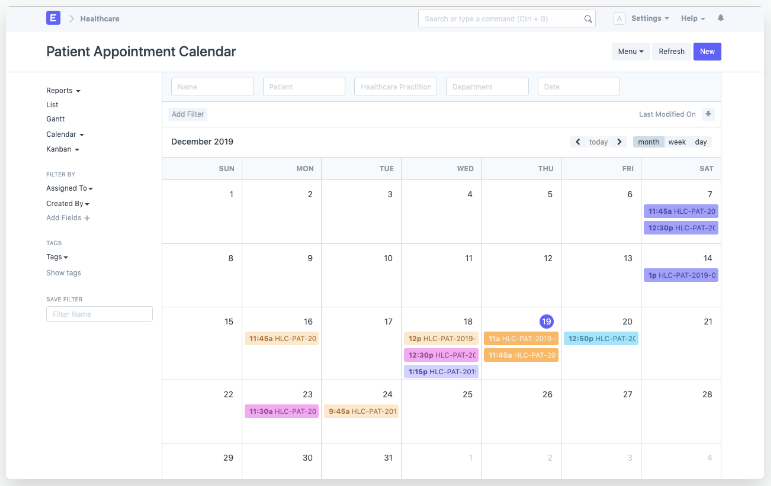 E Healthcare Search or type a command (Ctrl + G) A Settings Help
Patient Appointment Calendar Menu Refresh New
Reports
List
Gantt
Calendar
Kanban
FILTER BY
Assigned To
Created By
Add Fields +
TAGS
Tags
Show tags
SAVE FILTER
Filter Name
Name Patient Healthcare Practition Department Date
Add Filter Last Modified On
December 2019 today month week day
SUN MON TUE WED THU FRI SAT
1 2 3 4 5 6 7
11:45a HLC-PAT-20
12:30p HLC-PAT-20
8 9 10 11 12 13 14
1p HLC-PAT-2019-0
15 16 17 18 19 20 21
11:45a HLC-PAT-20 12p HLC-PAT-2019- 11a HLC-PAT-2019- 12:50p HLC-PAT-20
12:30p HLC-PAT-20 11:45a HLC-PAT-20
1:15p HLC-PAT-201
22 23 24 25 26 27 28
11:30a HLC-PAT-20 9:45a HLC-PAT-201
29 30 31 1 2 3 4